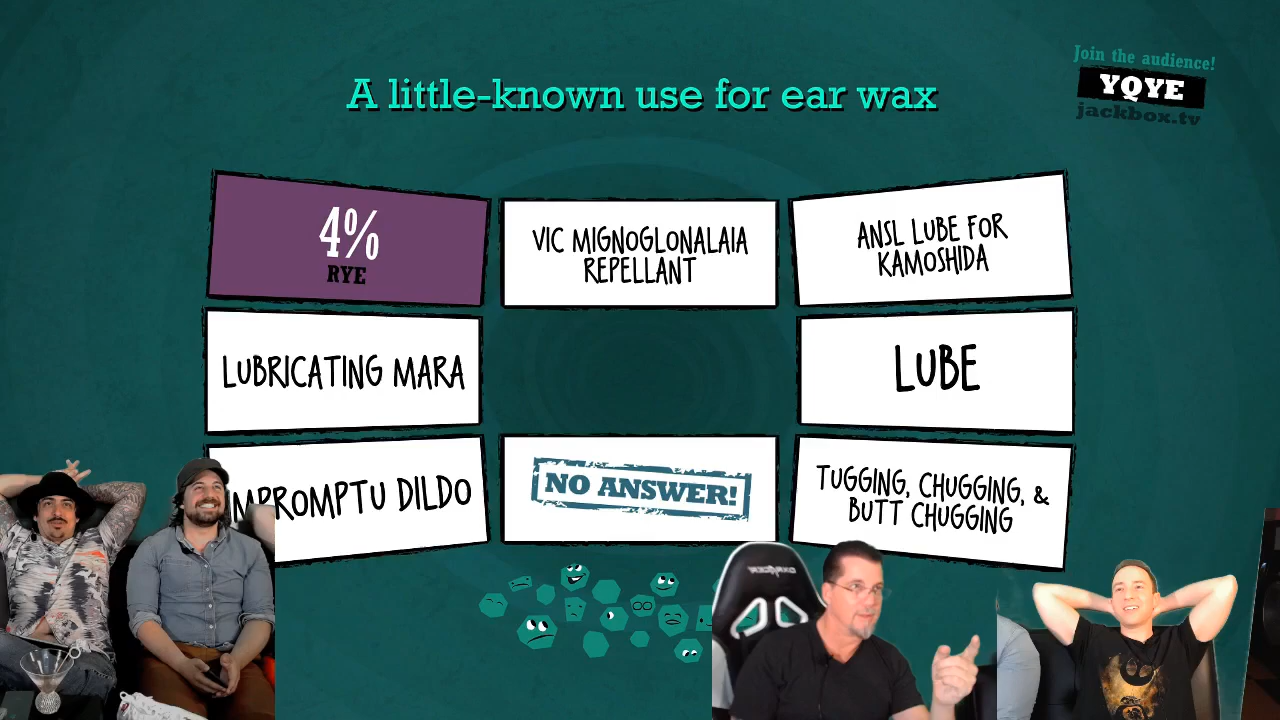 Join the audience!
YQYE
jackbox.tv
A little-known use for ear wax
4%
RYE
VIC MIGNOGLONALAIA
REPELLANT
ANSL LUBE FOR
KAMOSHIDA
LUBRICATING MARA
LUBE
IMPROMPTU DILDO
NO ANSWER!
TUGGING, CHUGGING, &
BUTT CHUGGING